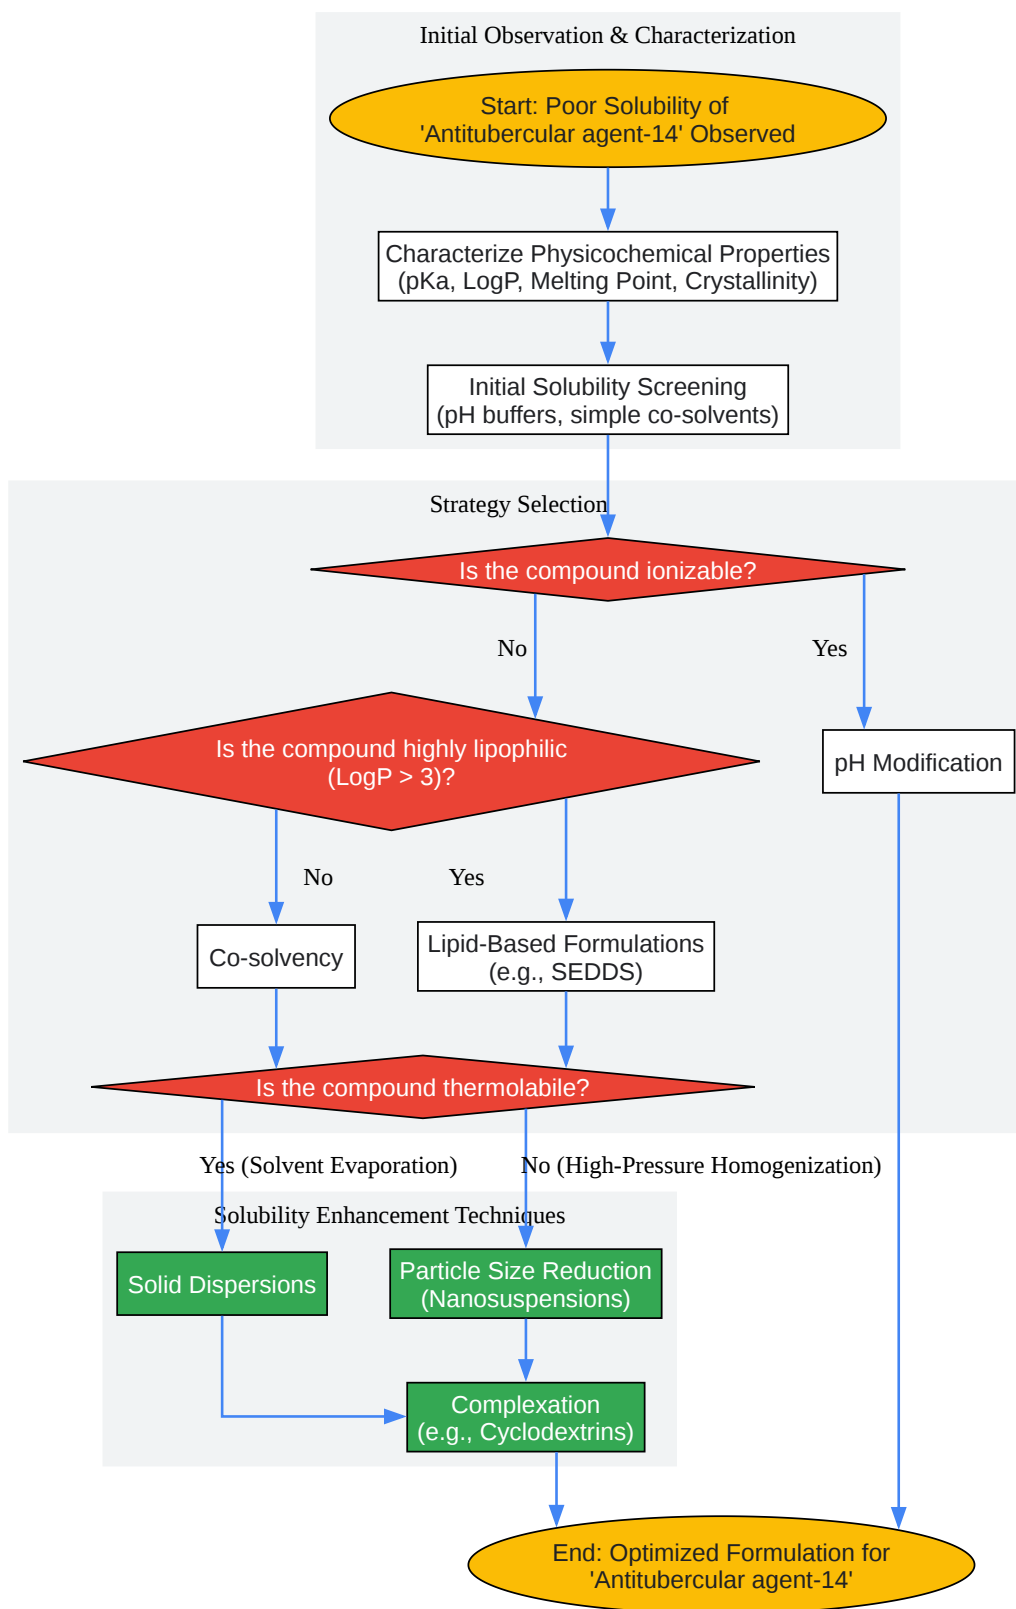 Initial Observation & Characterization
Start: Poor Solubility of
'Antitubercular agent-14' Observed
Characterize Physicochemical Properties
(pKa, LogP, Melting Point, Crystallinity)
Initial Solubility Screening
(pH buffers, simple co-solvents)
Strategy Selection
Is the compound ionizable?
No
Yes
Is the compound highly lipophilic
(LogP > 3)?
pH Modification
No
Yes
Co-solvency
Lipid-Based Formulations
(e.g., SEDDS)
Is the compound thermolabile?
Yes (Solvent Evaporation)
No (High-Pressure Homogenization)
Solubility Enhancement Techniques
Solid Dispersions
Particle Size Reduction
(Nanosuspensions)
Complexation
(e.g., Cyclodextrins)
End: Optimized Formulation for
'Antitubercular agent-14'